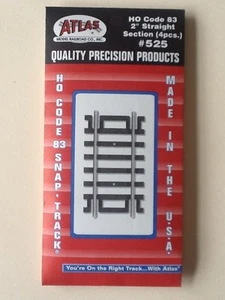 ATLAS
MODEL RAILROAD CO., INC.
HO Code 83
2" Straight
Section (4pcs.)
#525
QUALITY PRECISION PRODUCTS
HO CODE 83 SNAP-TRACK®
MADE IN THE U.S.A.
You're On the Right Track...With Atlas®